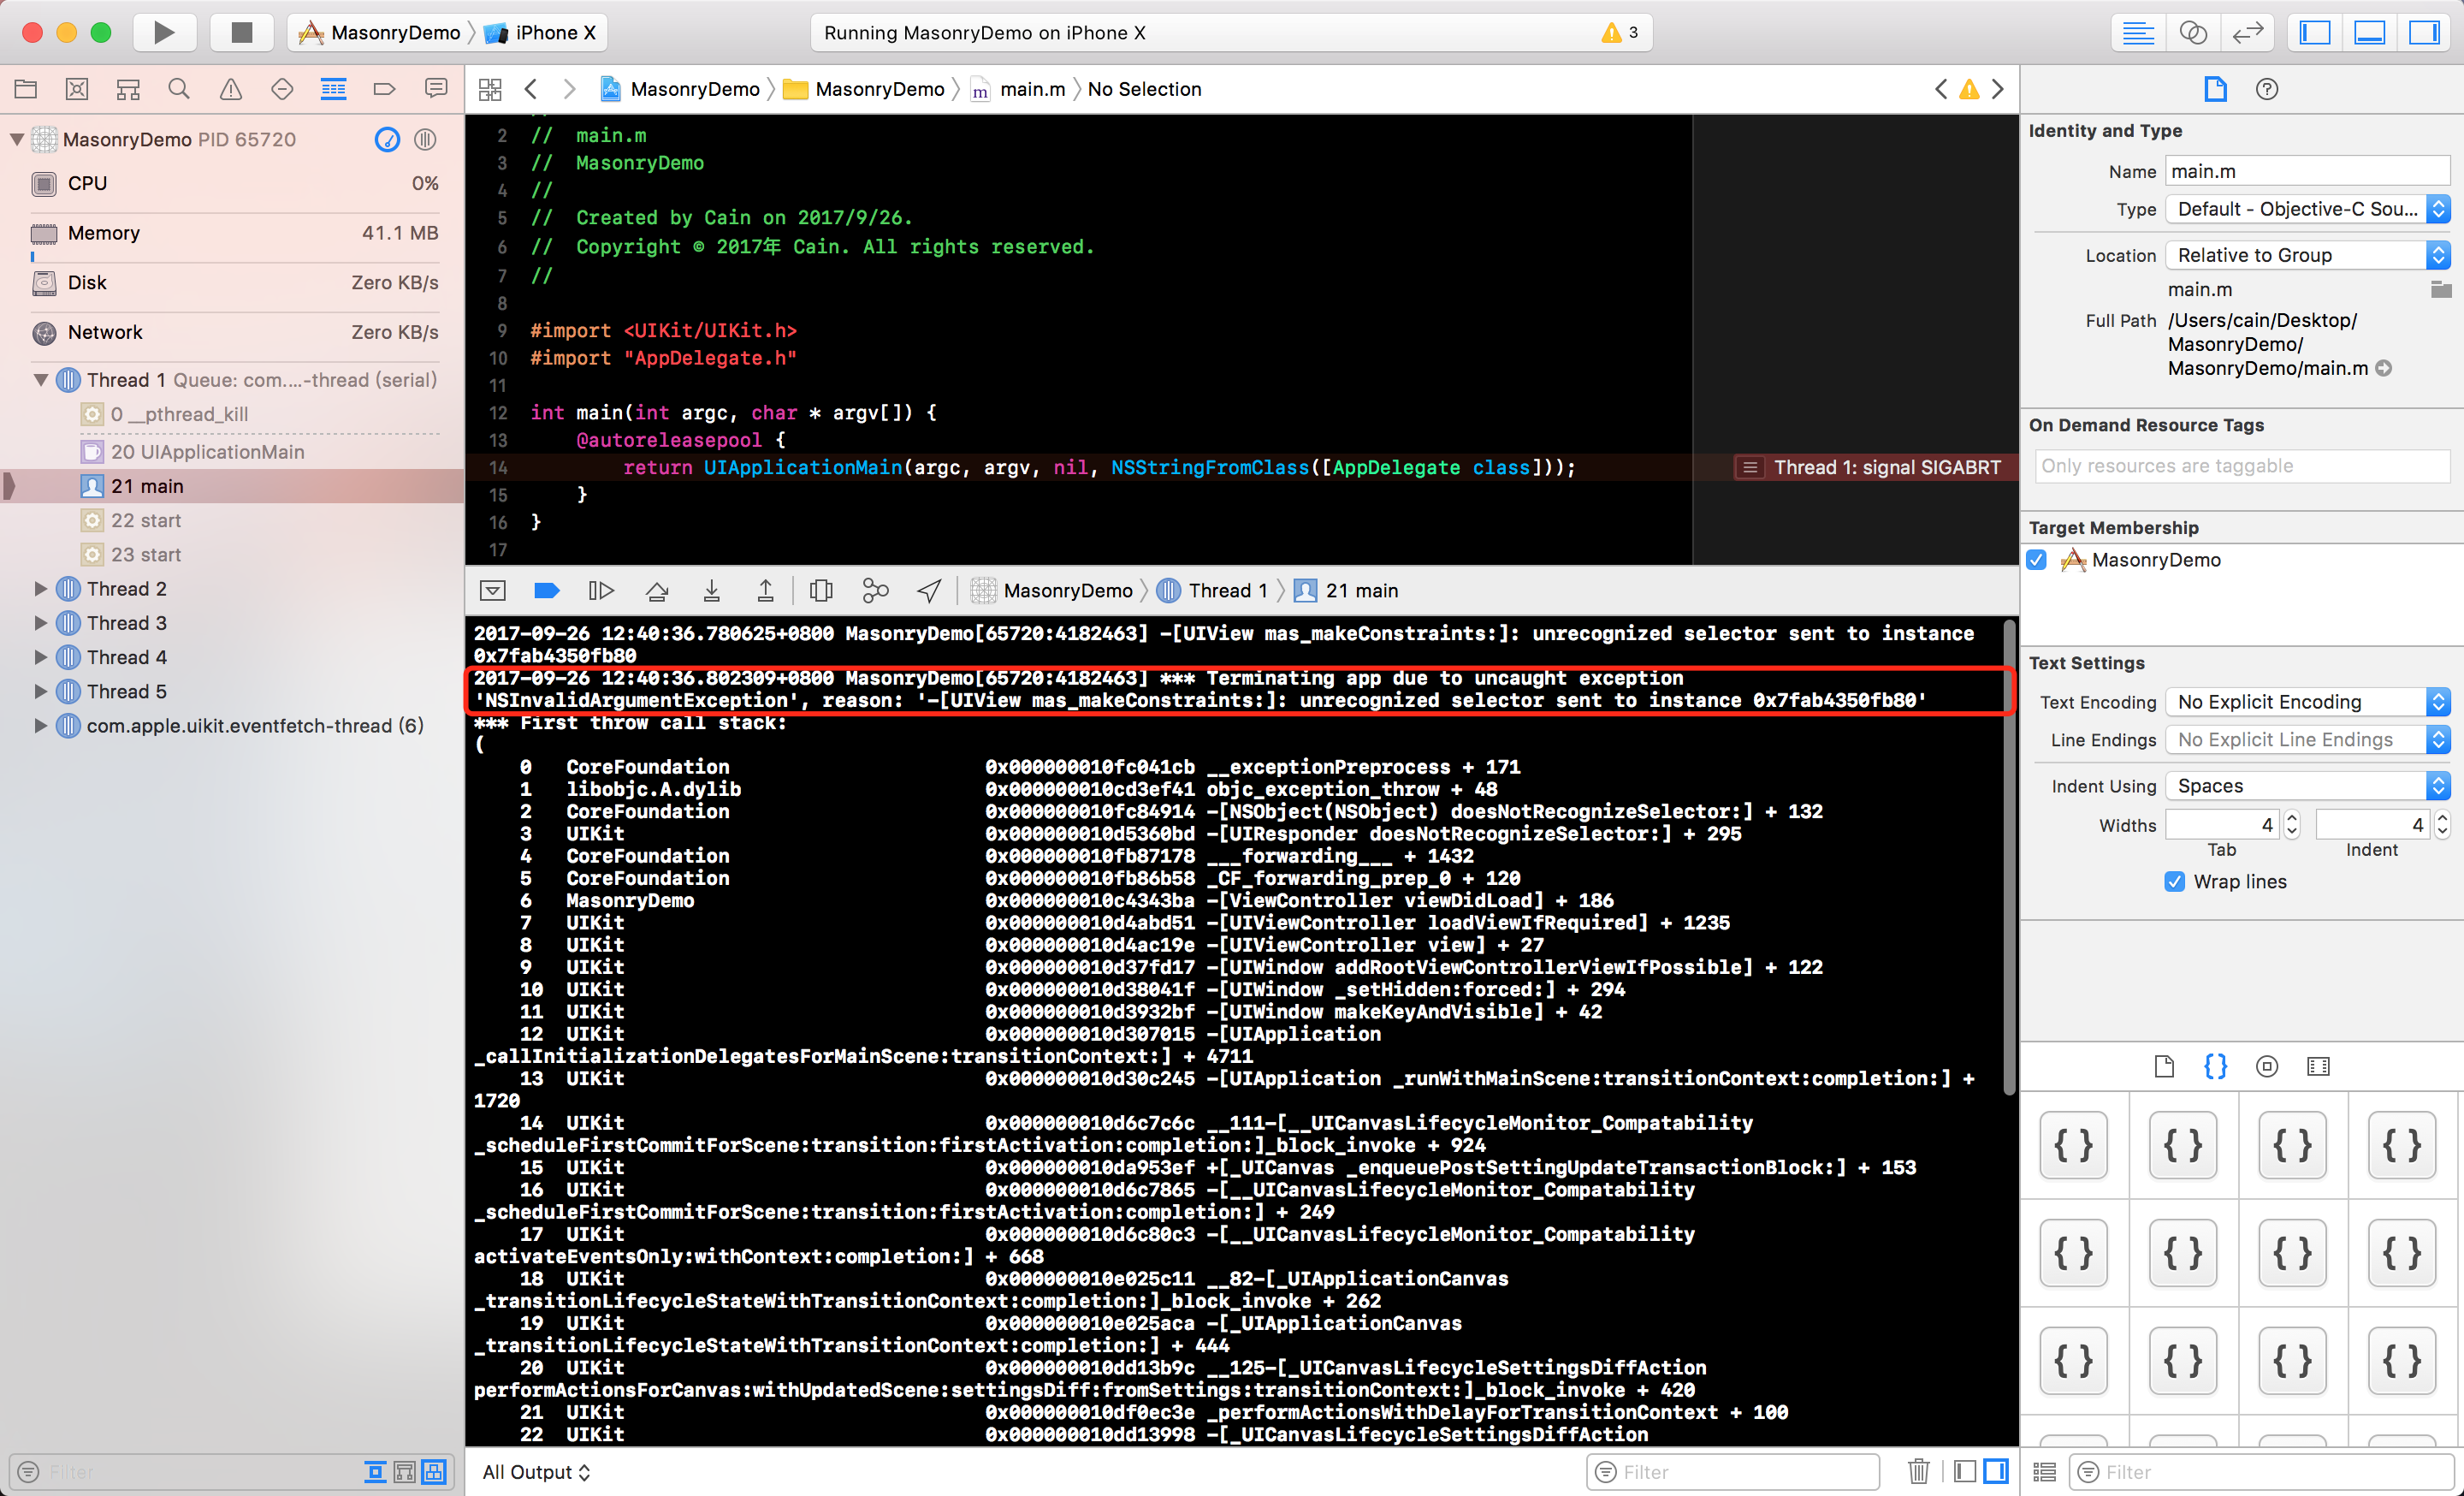 MasonryDemo
iPhone X
Running MasonryDemo on iPhone X
3
MasonryDemo PID 65720
CPU 0%
Memory 41.1 MB
Disk Zero KB/s
Network Zero KB/s
Thread 1 Queue: com....-thread (serial)
0 __pthread_kill
20 UIApplicationMain
21 main
22 start
23 start
Thread 2
Thread 3
Thread 4
Thread 5
com.apple.uikit.eventfetch-thread (6)
Filter
MasonryDemo MasonryDemo main.m No Selection
2 // main.m
3 // MasonryDemo
4 //
5 // Created by Cain on 2017/9/26.
6 // Copyright © 2017年 Cain. All rights reserved.
7 //
8
9 #import <UIKit/UIKit.h>
10 #import "AppDelegate.h"
11
12 int main(int argc, char * argv[]) {
13 @autoreleasepool {
14 return UIApplicationMain(argc, argv, nil, NSStringFromClass([AppDelegate class])); Thread 1: signal SIGABRT
15 }
16 }
17
MasonryDemo Thread 1 21 main
2017-09-26 12:40:36.780625+0800 MasonryDemo[65720:4182463] -[UIView mas_makeConstraints:]: unrecognized selector sent to instance
0x7fab4350fb80
2017-09-26 12:40:36.802309+0800 MasonryDemo[65720:4182463] *** Terminating app due to uncaught exception
'NSInvalidArgumentException', reason: '-[UIView mas_makeConstraints:]: unrecognized selector sent to instance 0x7fab4350fb80'
*** First throw call stack:
(
0 CoreFoundation 0x000000010fc041cb __exceptionPreprocess + 171
1 libobjc.A.dylib 0x000000010cd3ef41 objc_exception_throw + 48
2 CoreFoundation 0x000000010fc84914 -[NSObject(NSObject) doesNotRecognizeSelector:] + 132
3 UIKit 0x000000010d5360bd -[UIResponder doesNotRecognizeSelector:] + 295
4 CoreFoundation 0x000000010fb87178 ___forwarding___ + 1432
5 CoreFoundation 0x000000010fb86b58 _CF_forwarding_prep_0 + 120
6 MasonryDemo 0x000000010c4343ba -[ViewController viewDidLoad] + 186
7 UIKit 0x000000010d4abd51 -[UIViewController loadViewIfRequired] + 1235
8 UIKit 0x000000010d4ac19e -[UIViewController view] + 27
9 UIKit 0x000000010d37fd17 -[UIWindow addRootViewControllerViewIfPossible] + 122
10 UIKit 0x000000010d38041f -[UIWindow _setHidden:forced:] + 294
11 UIKit 0x000000010d3932bf -[UIWindow makeKeyAndVisible] + 42
12 UIKit 0x000000010d307015 -[UIApplication
_callInitializationDelegatesForMainScene:transitionContext:] + 4711
13 UIKit 0x000000010d30c245 -[UIApplication _runWithMainScene:transitionContext:completion:] +
1720
14 UIKit 0x000000010d6c7c6c __111-[__UICanvasLifecycleMonitor_Compatability
_scheduleFirstCommitForScene:transition:firstActivation:completion:]_block_invoke + 924
15 UIKit 0x000000010da953ef +[_UICanvas _enqueuePostSettingUpdateTransactionBlock:] + 153
16 UIKit 0x000000010d6c7865 -[__UICanvasLifecycleMonitor_Compatability
_scheduleFirstCommitForScene:transition:firstActivation:completion:] + 249
17 UIKit 0x000000010d6c80c3 -[__UICanvasLifecycleMonitor_Compatability
activateEventsOnly:withContext:completion:] + 668
18 UIKit 0x000000010e025c11 __82-[_UIApplicationCanvas
_transitionLifecycleStateWithTransitionContext:completion:]_block_invoke + 262
19 UIKit 0x000000010e025aca -[_UIApplicationCanvas
_transitionLifecycleStateWithTransitionContext:completion:] + 444
20 UIKit 0x000000010dd13b9c __125-[_UICanvasLifecycleSettingsDiffAction
performActionsForCanvas:withUpdatedScene:settingsDiff:fromSettings:transitionContext:]_block_invoke + 420
21 UIKit 0x000000010df0ec3e _performActionsWithDelayForTransitionContext + 100
22 UIKit 0x000000010dd13998 -[_UICanvasLifecycleSettingsDiffAction
All Output
Filter
Identity and Type
Name main.m
Type Default - Objective-C Sou...
Location Relative to Group
main.m
Full Path /Users/cain/Desktop/
MasonryDemo/
MasonryDemo/main.m
On Demand Resource Tags
Only resources are taggable
Target Membership
MasonryDemo
Text Settings
Text Encoding No Explicit Encoding
Line Endings No Explicit Line Endings
Indent Using Spaces
Widths 4 4
Tab Indent
Wrap lines
{ } { } { } { }
{ } { } { } { }
{ } { } { } { }
Filter